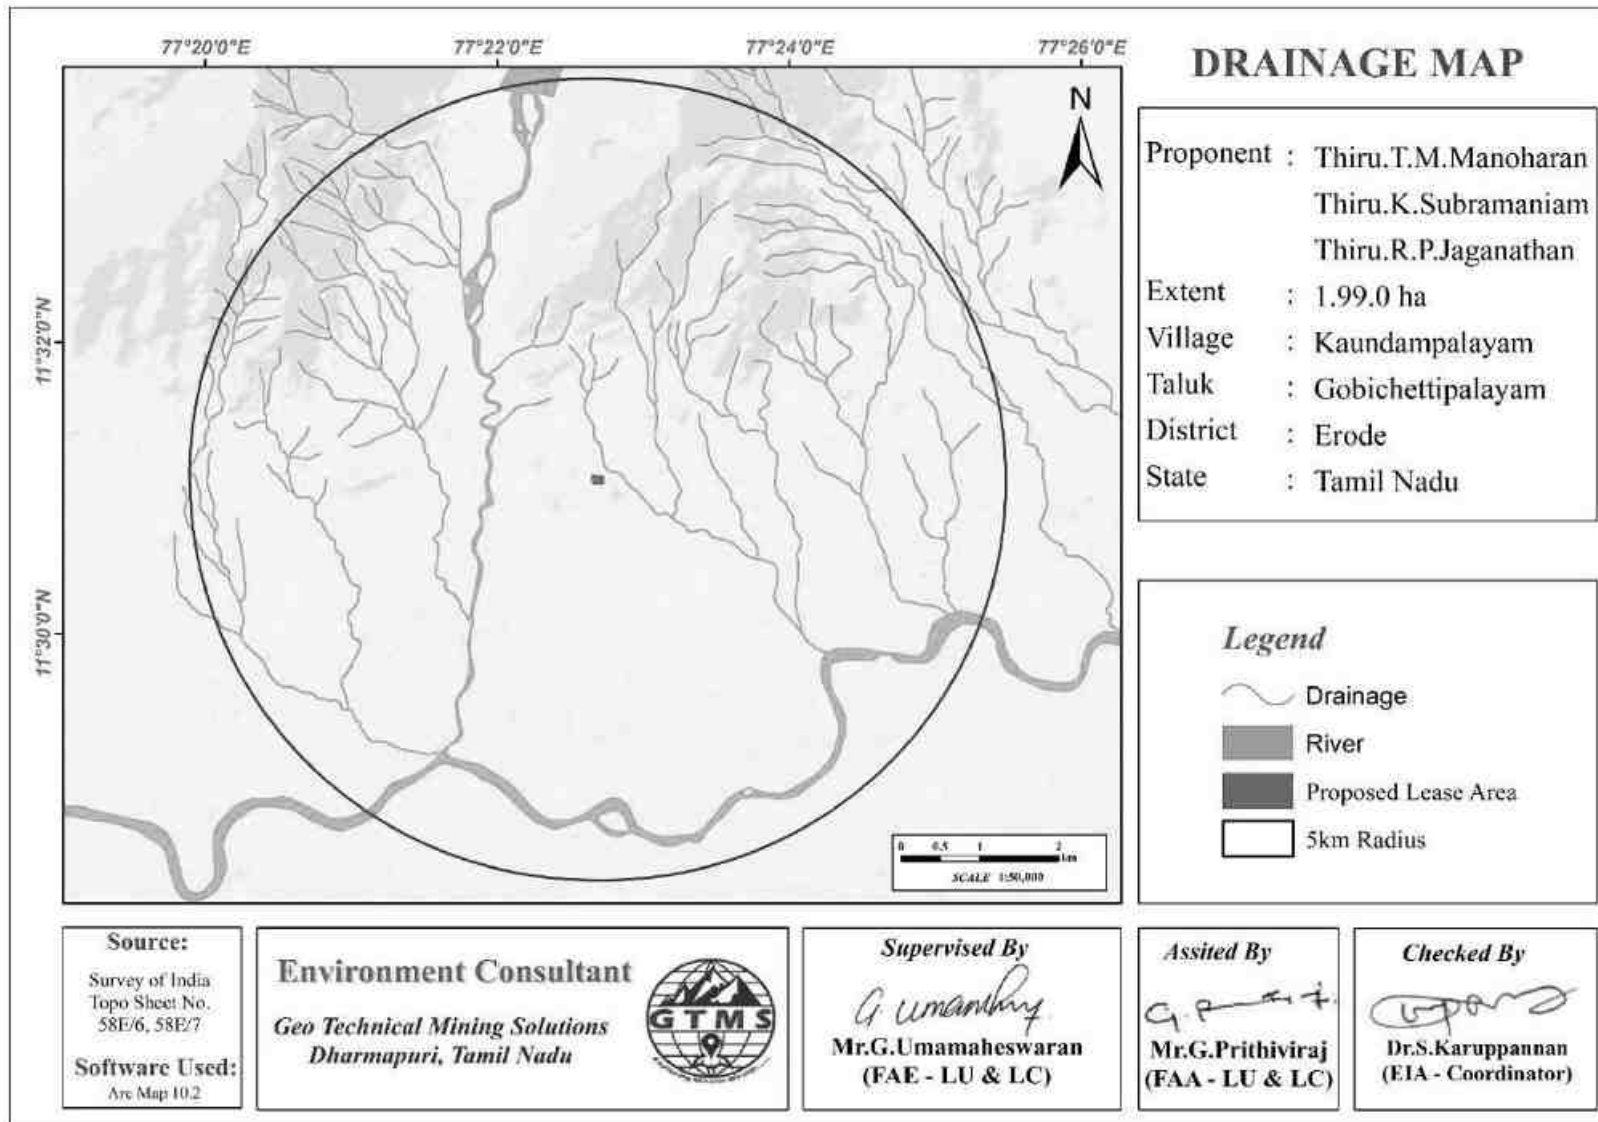 77°20'0"E
77°22'0"E
77°24'0"E
77°26'0"E
11°32'0"N
11°30'0"N
N
0 0.5 1 2
km
SCALE 1:50,000
DRAINAGE MAP
Proponent : Thiru.T.M.Manoharan
Thiru.K.Subramaniam
Thiru.R.P.Jaganathan
Extent : 1.99.0 ha
Village : Kaundampalayam
Taluk : Gobichettipalayam
District : Erode
State : Tamil Nadu
Legend
Drainage
River
Proposed Lease Area
5km Radius
Source:
Survey of India
Topo Sheet No.
58E/6, 58E/7
Software Used:
Arc Map 10.2
Environment Consultant
Geo Technical Mining Solutions
Dharmapuri, Tamil Nadu
GTMS
Supervised By
Mr.G.Umamaheswaran
(FAE - LU & LC)
Assited By
Mr.G.Prithiviraj
(FAA - LU & LC)
Checked By
Dr.S.Karuppannan
(EIA - Coordinator)